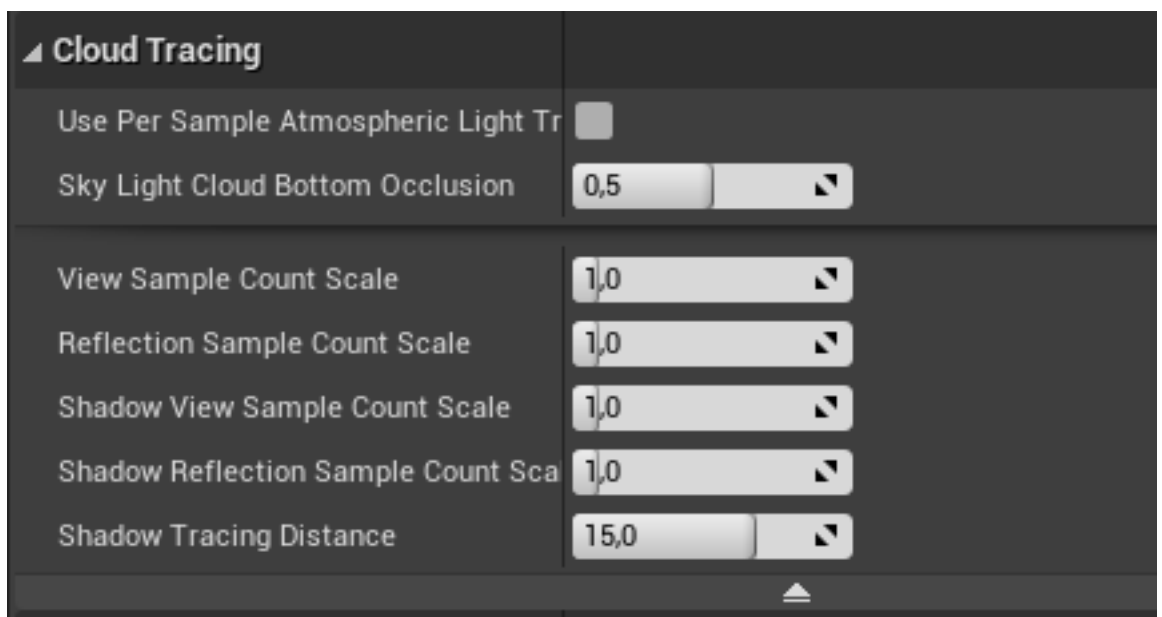 Cloud Tracing
Use Per Sample Atmospheric Light Tr
Sky Light Cloud Bottom Occlusion 0,5
View Sample Count Scale 1,0
Reflection Sample Count Scale 1,0
Shadow View Sample Count Scale 1,0
Shadow Reflection Sample Count Sca 1,0
Shadow Tracing Distance 15,0